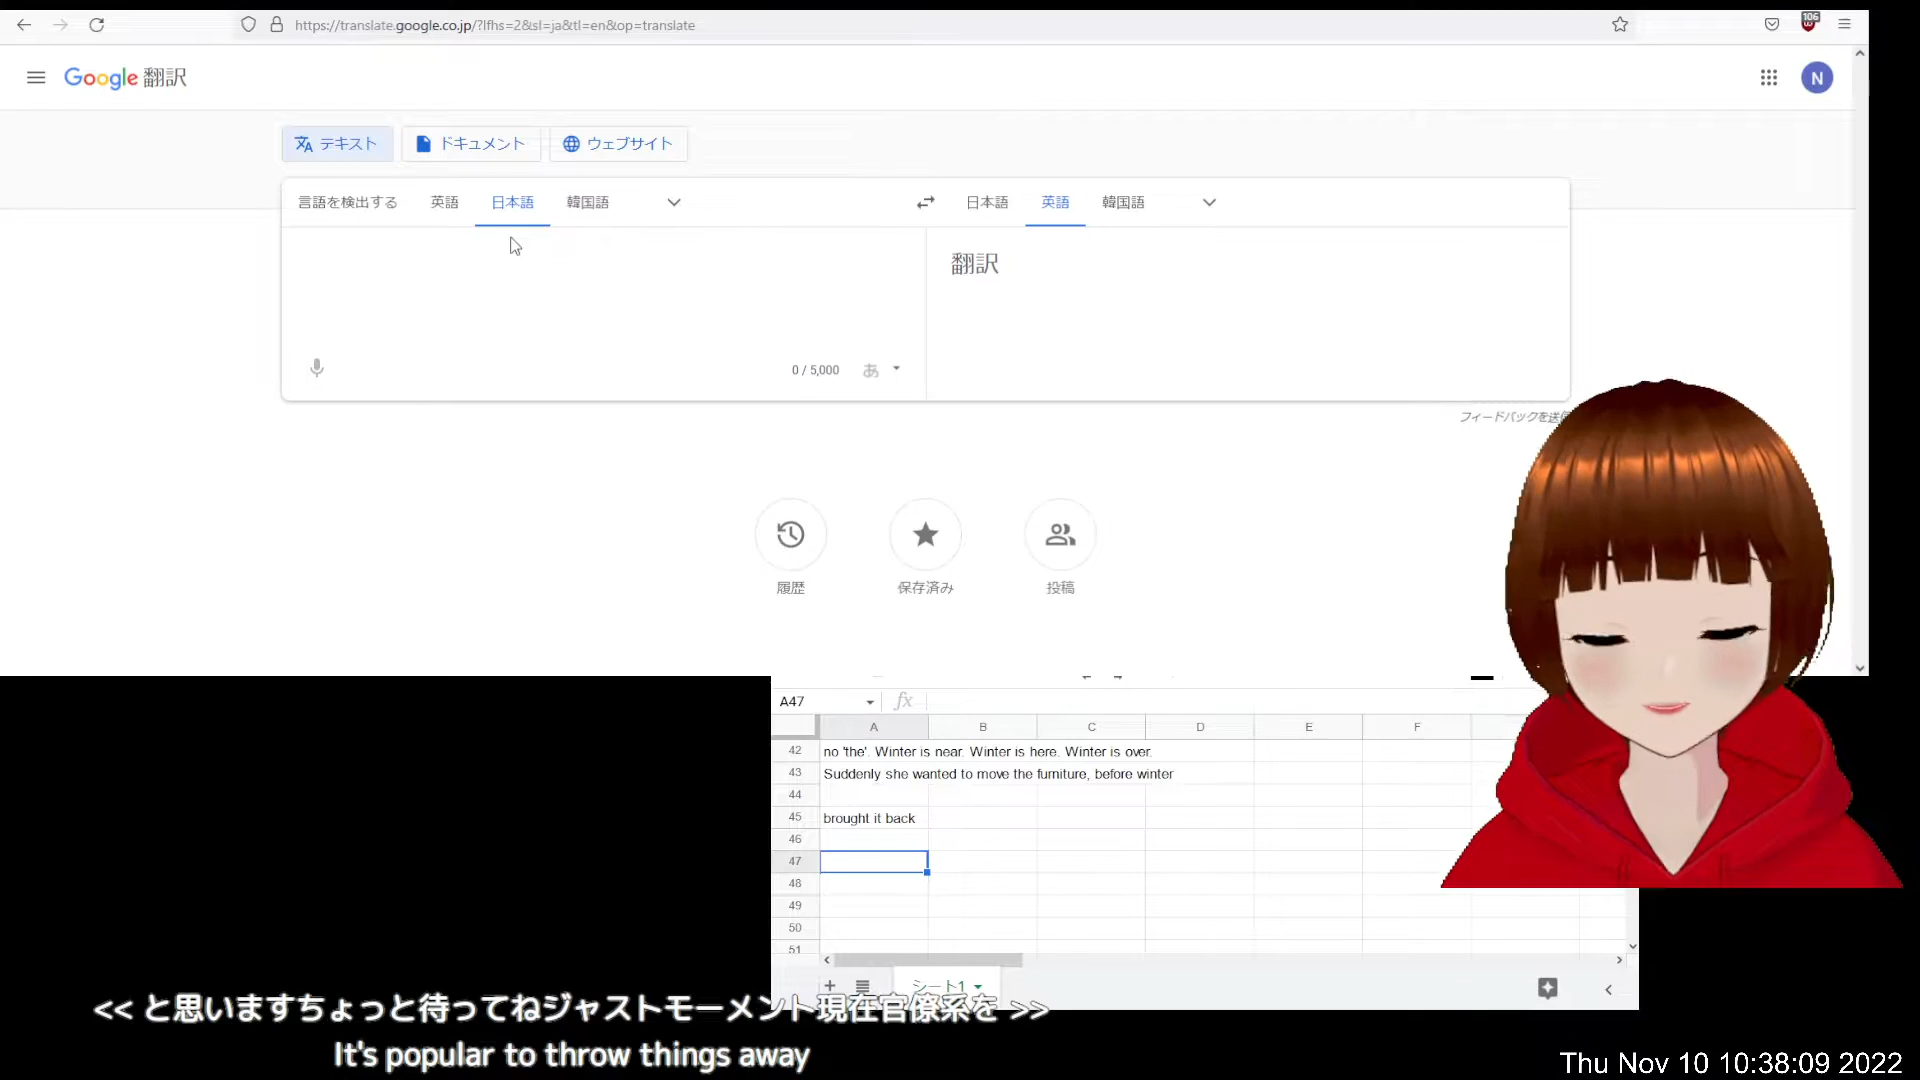 https://translate.google.co.jp/?lfhs=2&sl=ja&tl=en&op=translate
106
Google 翻訳
N
テキスト
ドキュメント
ウェブサイト
言語を検出する 英語 日本語 韓国語
日本語 英語 韓国語
翻訳
0 / 5,000
あ
フィードバックを送信
履歴
保存済み
投稿
A47
fx
A B C D E F
42 no 'the'. Winter is near. Winter is here. Winter is over.
43 Suddenly she wanted to move the furniture, before winter
44
45 brought it back
46
47
48
49
50
51
シート1
<< と思いますちょっと待ってねジャストモーメント現在官僚系を >>
It's popular to throw things away
Thu Nov 10 10:38:09 2022